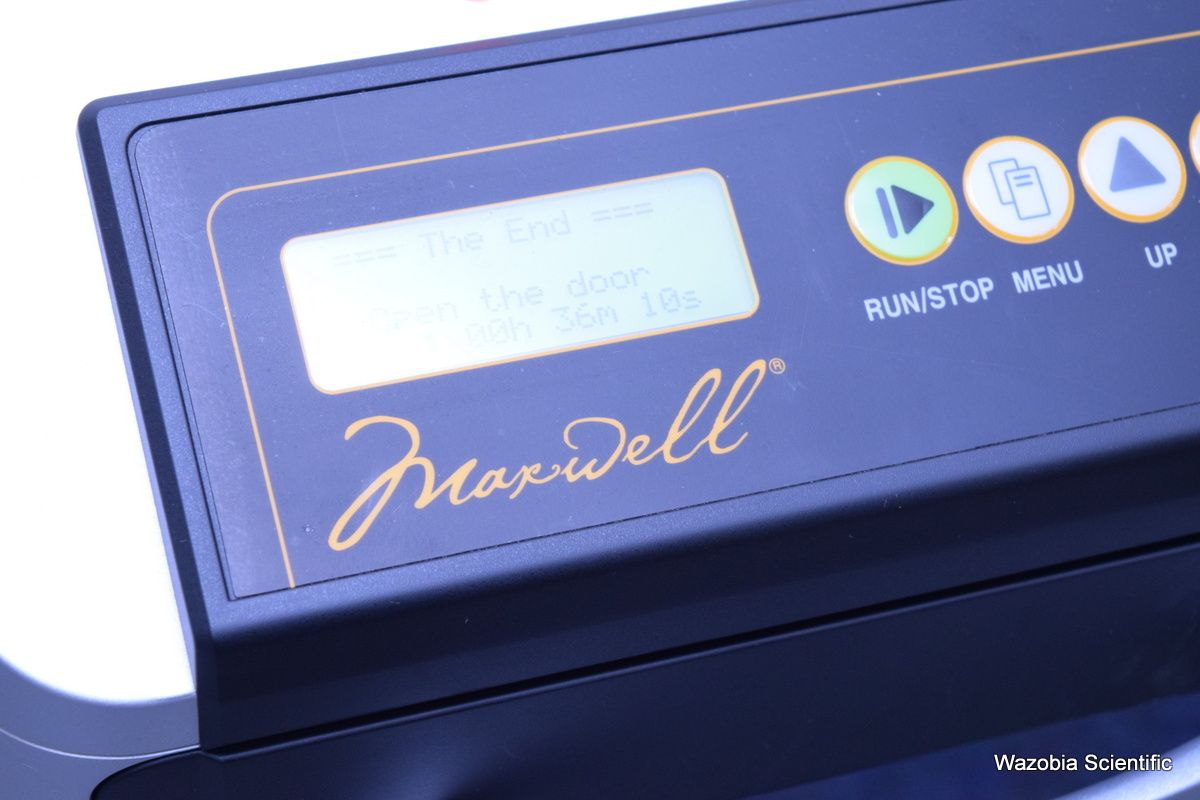 === The End ===
Open the door
: 00h 36m 10s
RUN/STOP
MENU
UP
Maxwell®
Wazobia Scientific